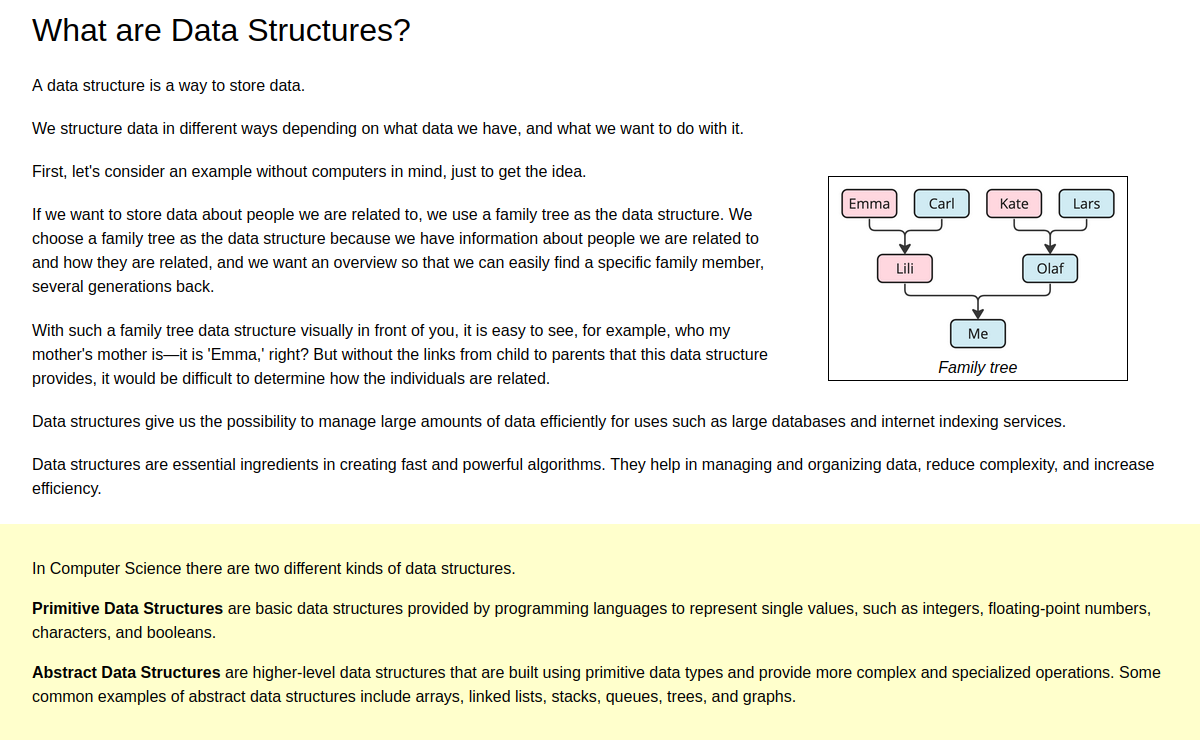 What are Data Structures?
A data structure is a way to store data.
We structure data in different ways depending on what data we have, and what we want to do with it.
First, let's consider an example without computers in mind, just to get the idea.
If we want to store data about people we are related to, we use a family tree as the data structure. We
choose a family tree as the data structure because we have information about people we are related to
and how they are related, and we want an overview so that we can easily find a specific family member,
several generations back.
With such a family tree data structure visually in front of you, it is easy to see, for example, who my
mother's mother is—it is 'Emma,' right? But without the links from child to parents that this data structure
provides, it would be difficult to determine how the individuals are related.
Emma Carl Kate Lars
Lili Olaf
Me
Family tree
Data structures give us the possibility to manage large amounts of data efficiently for uses such as large databases and internet indexing services.
Data structures are essential ingredients in creating fast and powerful algorithms. They help in managing and organizing data, reduce complexity, and increase
efficiency.
In Computer Science there are two different kinds of data structures.
Primitive Data Structures are basic data structures provided by programming languages to represent single values, such as integers, floating-point numbers,
characters, and booleans.
Abstract Data Structures are higher-level data structures that are built using primitive data types and provide more complex and specialized operations. Some
common examples of abstract data structures include arrays, linked lists, stacks, queues, trees, and graphs.